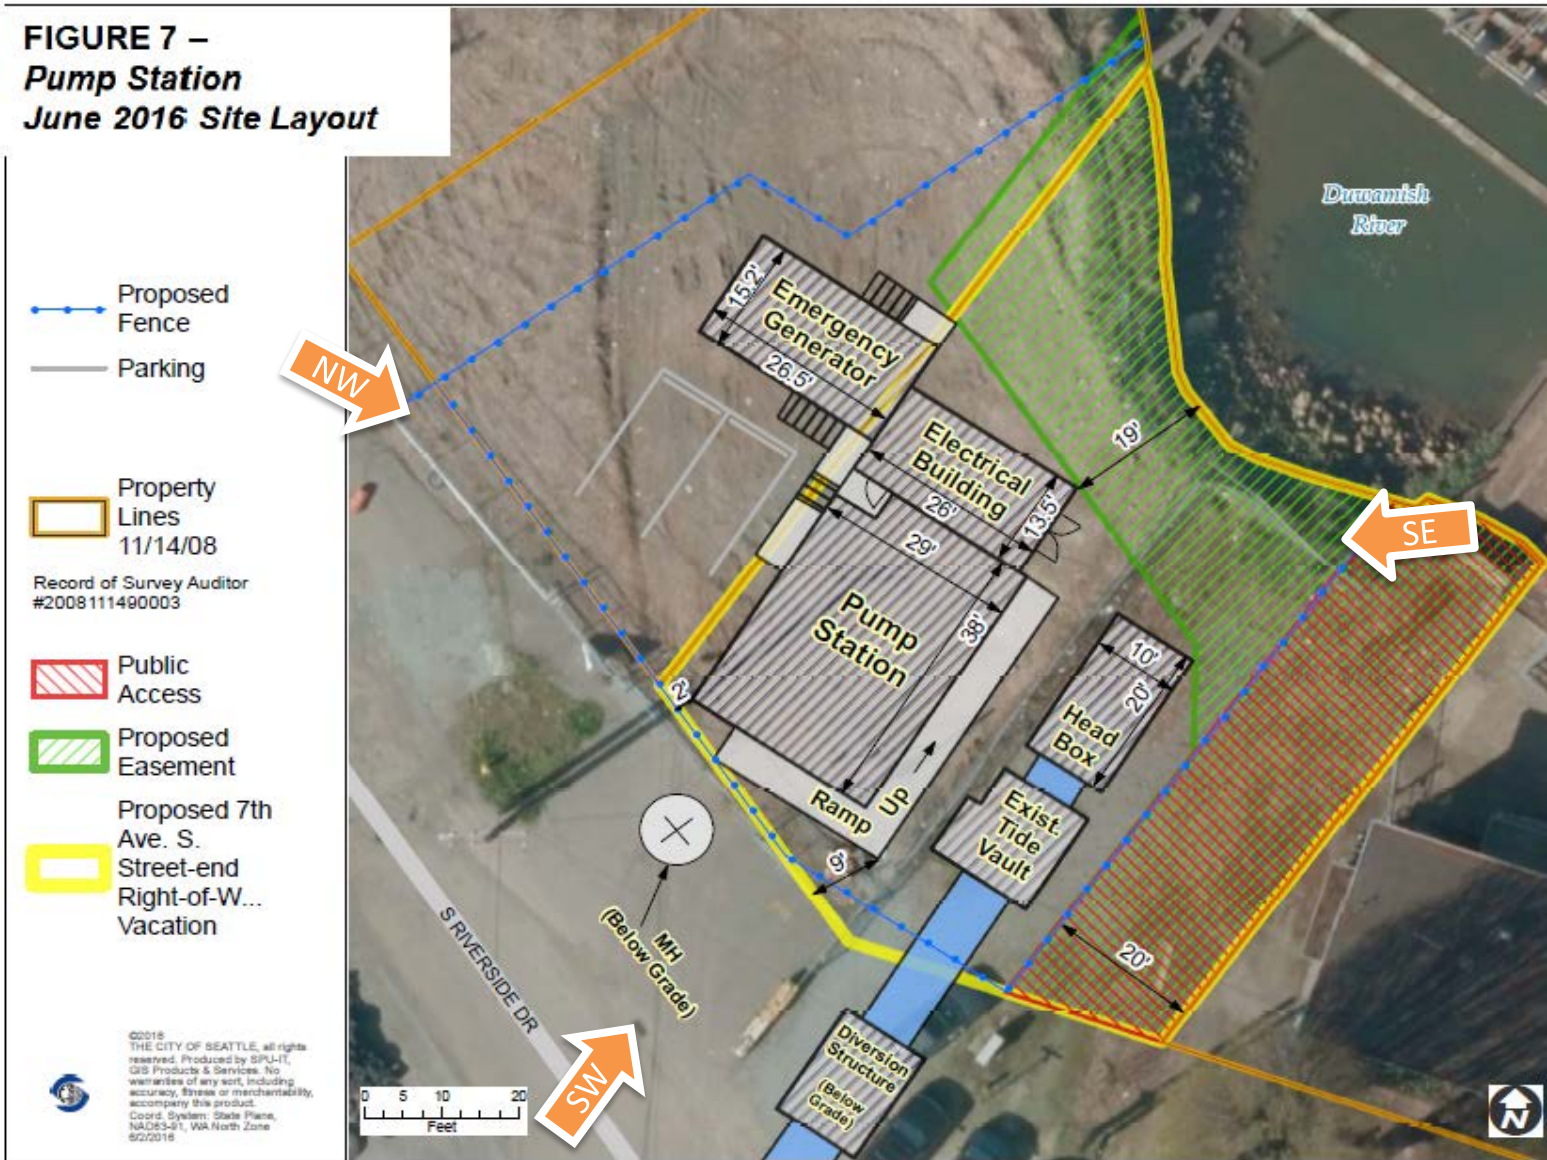 FIGURE 7 –
Pump Station
June 2016 Site Layout
Proposed
Fence
Parking
Property
Lines
11/14/08
Record of Survey Auditor
#2008111490003
Public
Access
Proposed
Easement
Proposed 7th
Ave. S.
Street-end
Right-of-W...
Vacation
©2016
THE CITY OF SEATTLE, all rights
reserved. Produced by SPU-IT,
GIS Products & Services. No
warranties of any sort, including
accuracy, fitness or merchantability,
accompany this product.
Coord. System: State Plane,
NAD83-91, WA North Zone
6/2/2016
NW
Duwamish
River
15.2'
Emergency
Generator
26.5'
Electrical
Building
26'
13.5'
19'
SE
29'
Pump
Station
38'
2'
Ramp
UP
9'
10'
20'
Head
Box
Exist.
Tide
Vault
20'
MH
(Below Grade)
S RIVERSIDE DR
SW
Diversion
Structure
(Below
Grade)
0 5 10 20
Feet
N